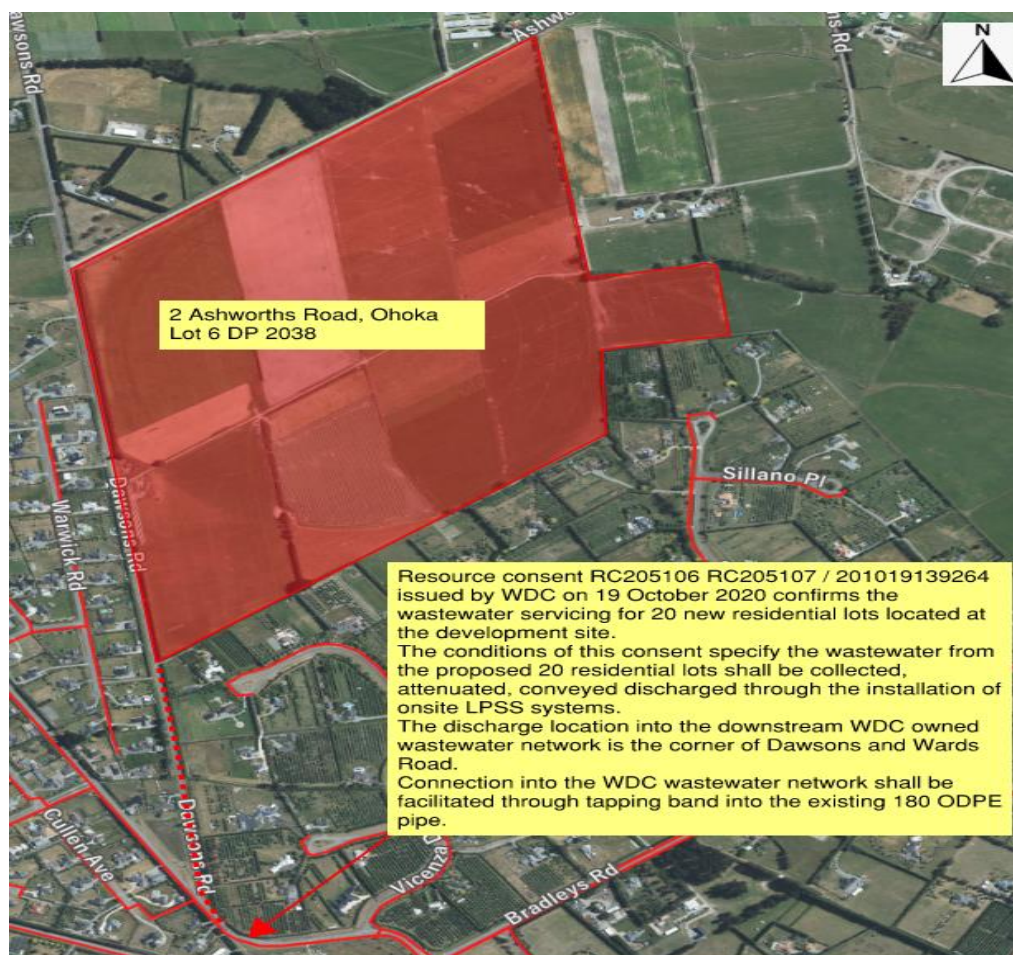 Dawsons Rd
Ashwo
ns Rd
N
2 Ashworths Road, Ohoka
Lot 6 DP 2038
Dawsons Rd
Warwick Rd
Sillano Pl
Resource consent RC205106 RC205107 / 201019139264
issued by WDC on 19 October 2020 confirms the
wastewater servicing for 20 new residential lots located at
the development site.
The conditions of this consent specify the wastewater from
the proposed 20 residential lots shall be collected,
attenuated, conveyed discharged through the installation of
onsite LPSS systems.
The discharge location into the downstream WDC owned
wastewater network is the corner of Dawsons and Wards
Road.
Connection into the WDC wastewater network shall be
facilitated through tapping band into the existing 180 ODPE
pipe.
Cullen Ave
Dawsons Rd
Vicenza
Bradleys Rd